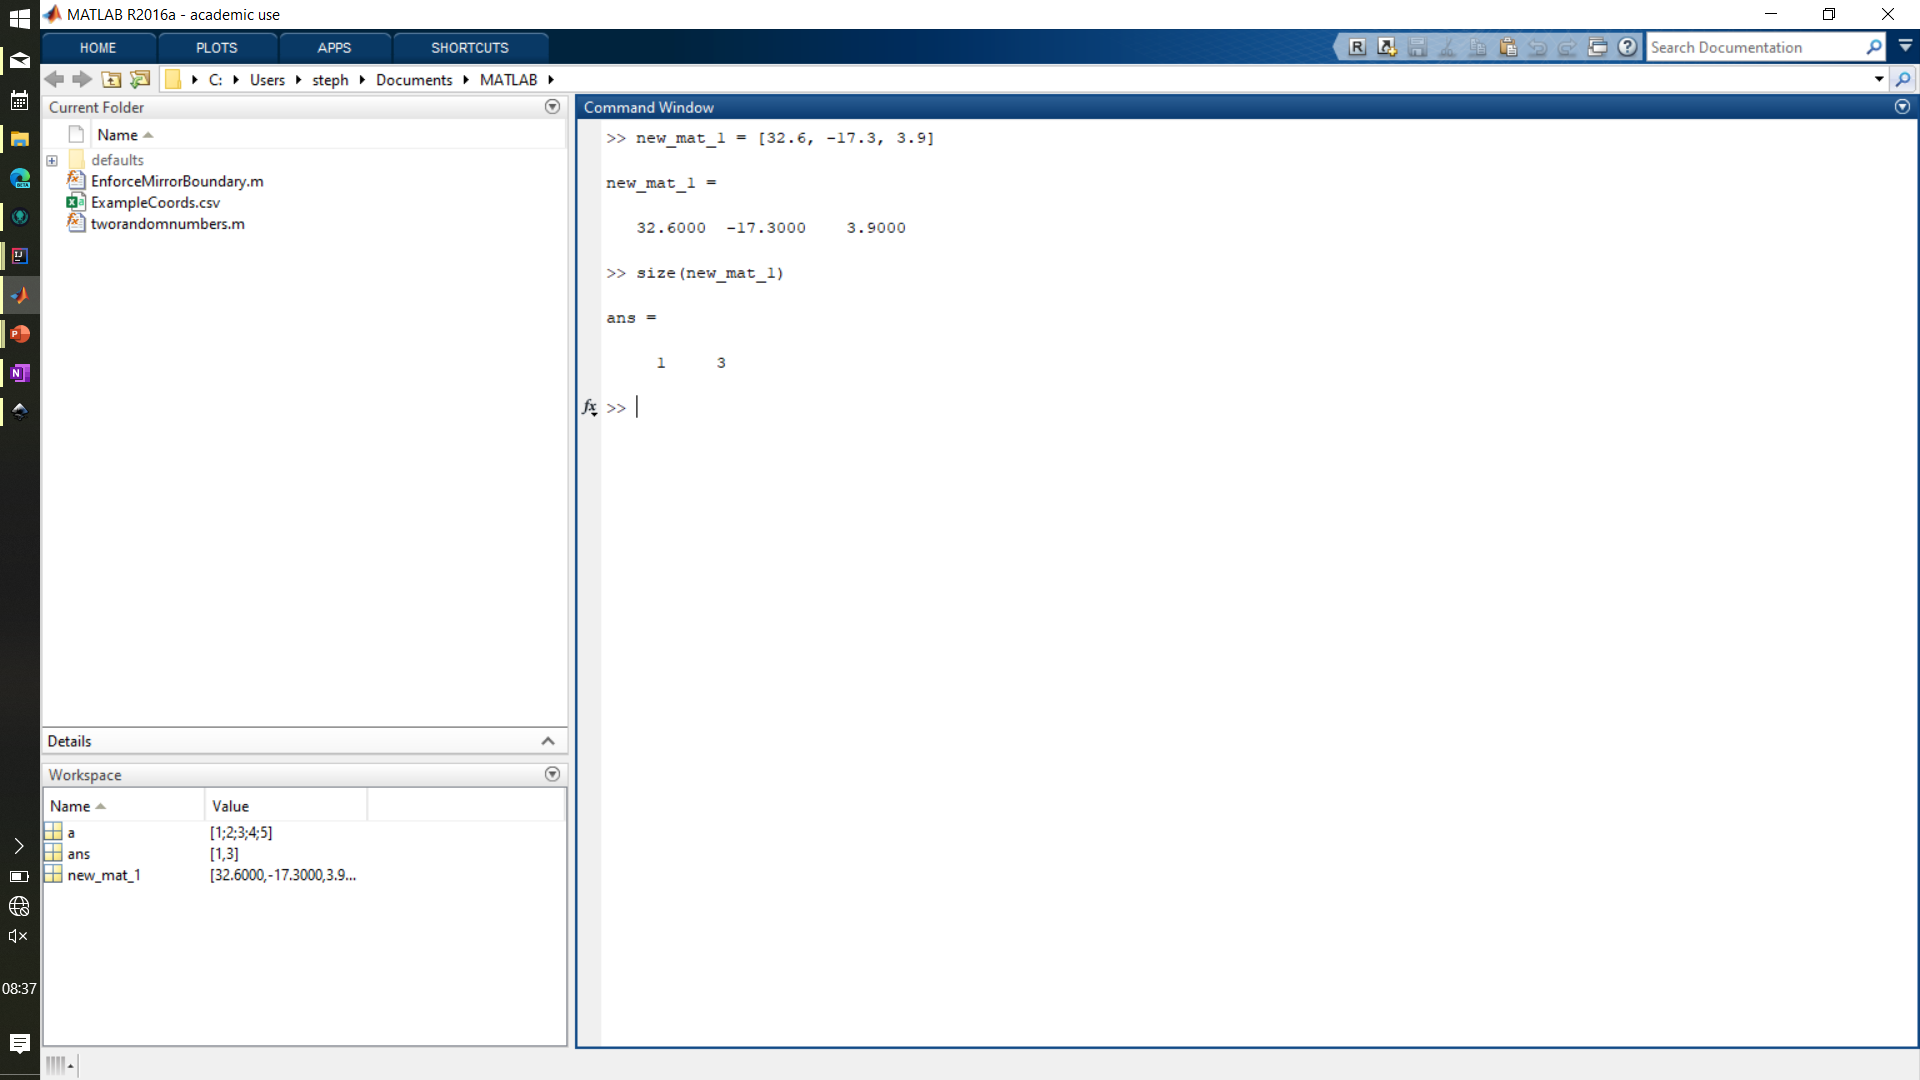 MATLAB R2016a - academic use
HOME PLOTS APPS SHORTCUTS
Search Documentation
C: Users steph Documents MATLAB
Current Folder
Name
defaults
EnforceMirrorBoundary.m
ExampleCoords.csv
tworandomnumbers.m
Details
Workspace
Name Value
a [1;2;3;4;5]
ans [1,3]
new_mat_1 [32.6000,-17.3000,3.9...
Command Window
>> new_mat_1 = [32.6, -17.3, 3.9]
new_mat_1 =
32.6000 -17.3000 3.9000
>> size(new_mat_1)
ans =
1 3
fx >>
08:37